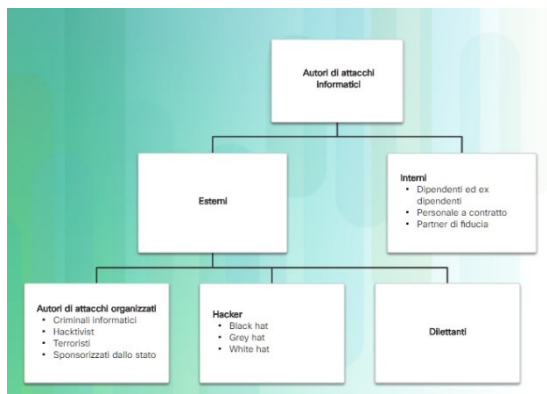 Autori di attacchi
informatici
Esterni
Interni
• Dipendenti ed ex
dipendenti
• Personale a contratto
• Partner di fiducia
Autori di attacchi organizzati
• Criminali informatici
• Hacktivist
• Terroristi
• Sponsorizzati dallo stato
Hacker
• Black hat
• Grey hat
• White hat
Dilettanti